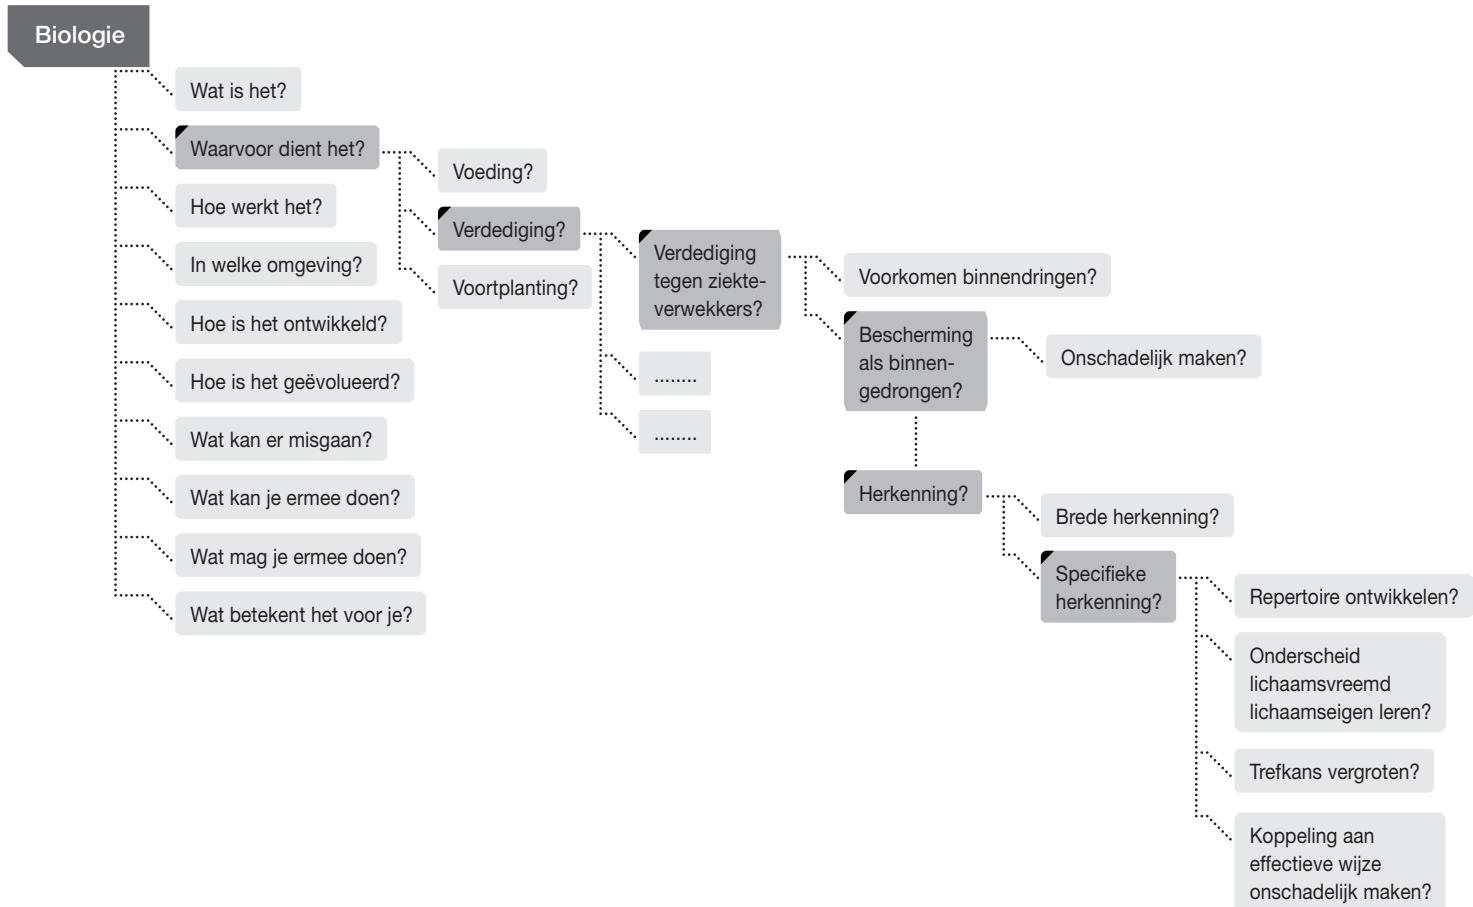 Biologie
Wat is het?
Waarvoor dient het?
Hoe werkt het?
In welke omgeving?
Hoe is het ontwikkeld?
Hoe is het geëvolueerd?
Wat kan er misgaan?
Wat kan je ermee doen?
Wat mag je ermee doen?
Wat betekent het voor je?
Voeding?
Verdediging?
Voortplanting?
Verdediging
tegen ziekte-
verwekkers?
........
........
Voorkomen binnendringen?
Bescherming
als binnen-
gedrongen?
Onschadelijk maken?
Herkenning?
Brede herkenning?
Specifieke
herkenning?
Repertoire ontwikkelen?
Onderscheid
lichaamsvreemd
lichaamseigen leren?
Trefkans vergroten?
Koppeling aan
effectieve wijze
onschadelijk maken?